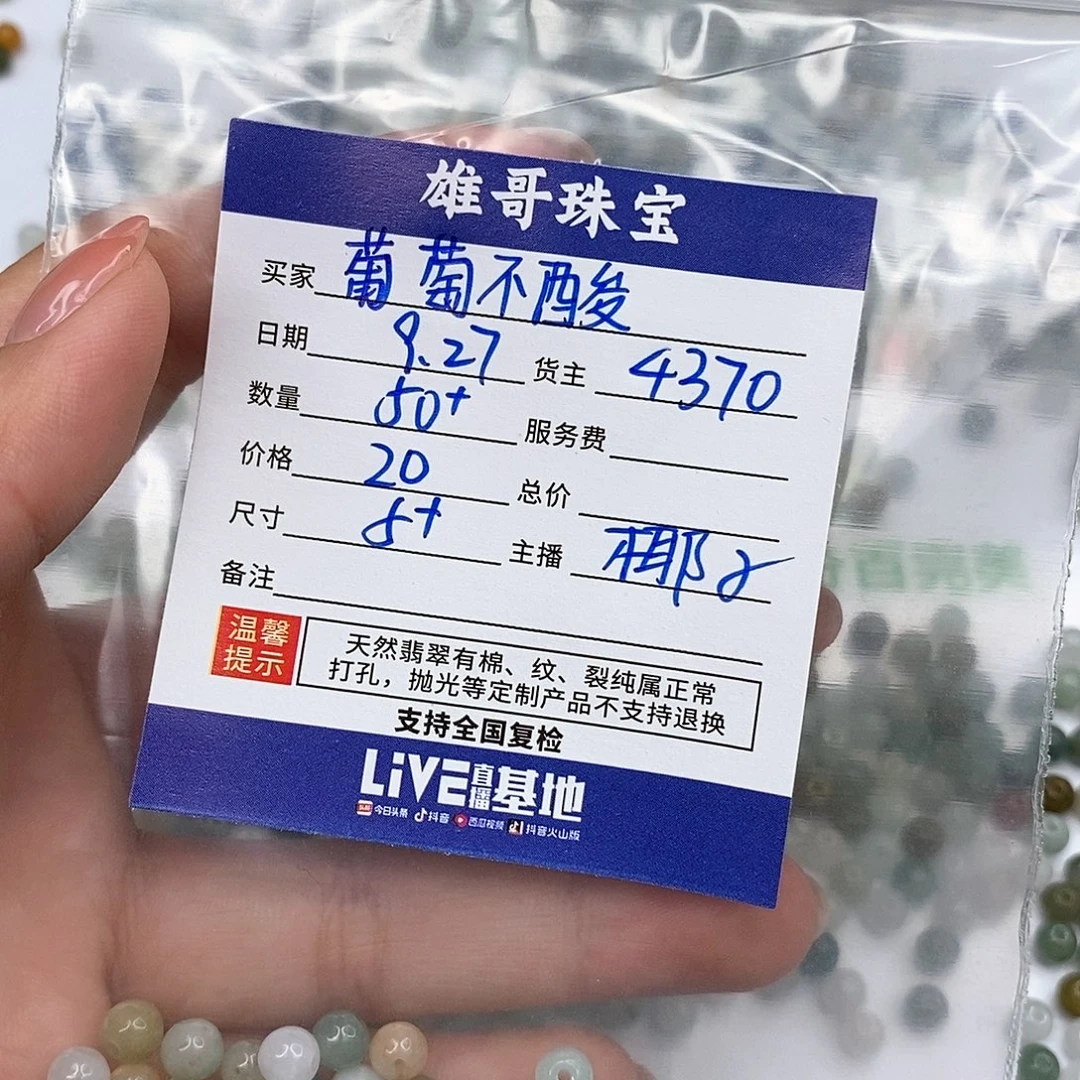 雄哥珠宝
买家 葡萄不酸
日期 9.27 货主 4370
数量 50+ 服务费
价格 20 总价
尺寸 5+ 主播
备注
温馨提示
天然翡翠有棉、纹、裂纯属正常
打孔，抛光等定制产品不支持退换
支持全国复检
LiVE直播基地
今日头条 抖音 西瓜视频 抖音火山版